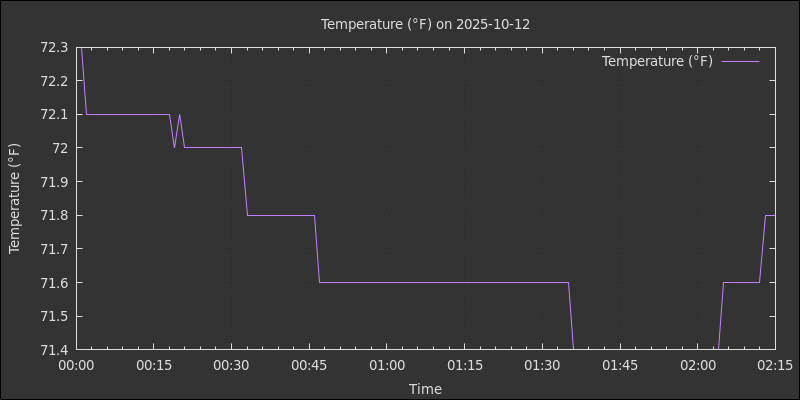 Temperature (°F) on 2025-10-12
Temperature (°F)
Temperature (°F)
72.3
72.2
72.1
72
71.9
71.8
71.7
71.6
71.5
71.4
00:00 00:15 00:30 00:45 01:00 01:15 01:30 01:45 02:00 02:15
Time